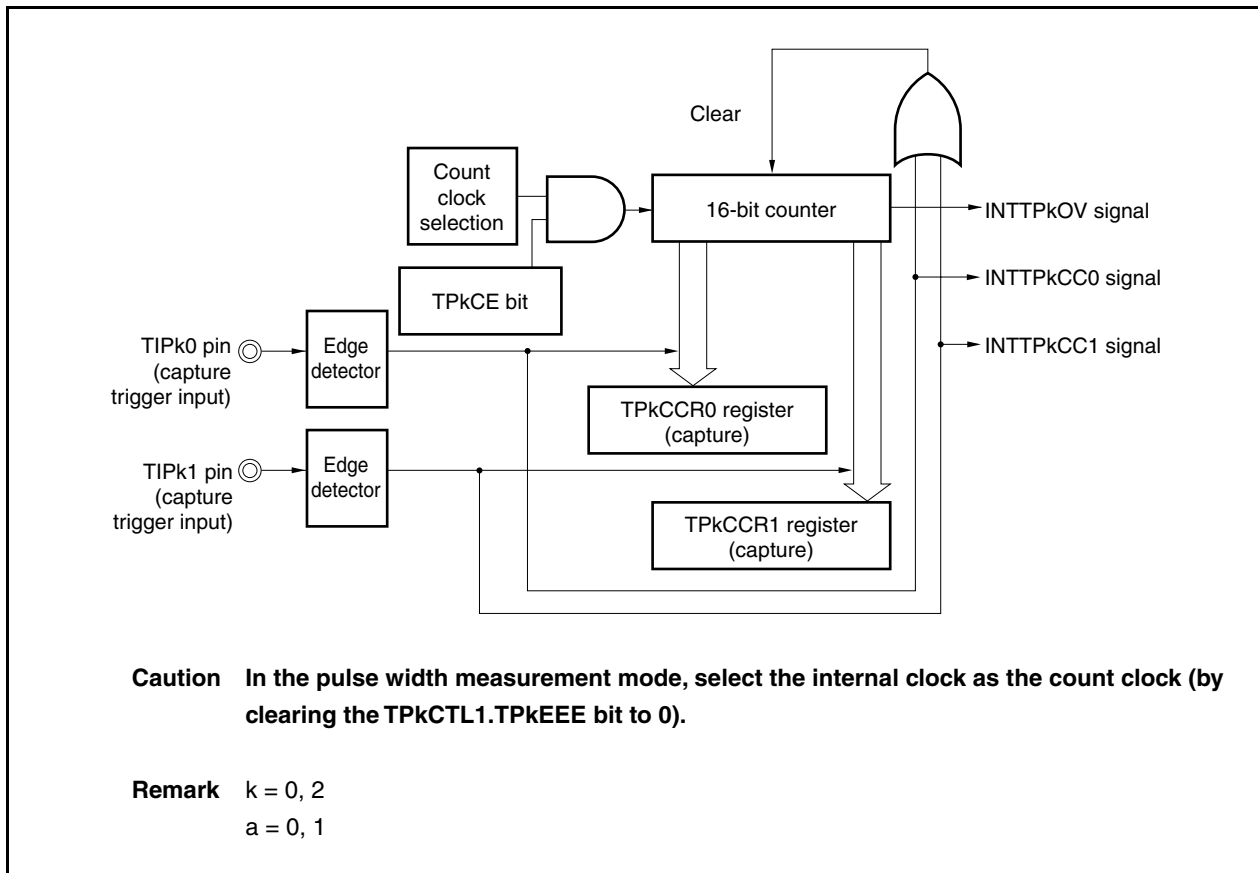 Clear
Count
clock
selection
16-bit counter
INTTPkOV signal
TPkCE bit
INTTPkCC0 signal
TIPk0 pin
(capture
trigger input)
Edge
detector
INTTPkCC1 signal
TPkCCR0 register
(capture)
TIPk1 pin
(capture
trigger input)
Edge
detector
TPkCCR1 register
(capture)
Caution In the pulse width measurement mode, select the internal clock as the count clock (by
clearing the TPkCTL1.TPkEEE bit to 0).
Remark k = 0, 2
a = 0, 1